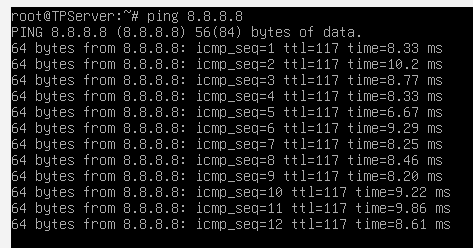 root@TPServer:~# ping 8.8.8.8
PING 8.8.8.8 (8.8.8.8) 56(84) bytes of data.
64 bytes from 8.8.8.8: icmp_seq=1 ttl=117 time=8.33 ms
64 bytes from 8.8.8.8: icmp_seq=2 ttl=117 time=10.2 ms
64 bytes from 8.8.8.8: icmp_seq=3 ttl=117 time=8.77 ms
64 bytes from 8.8.8.8: icmp_seq=4 ttl=117 time=8.33 ms
64 bytes from 8.8.8.8: icmp_seq=5 ttl=117 time=6.67 ms
64 bytes from 8.8.8.8: icmp_seq=6 ttl=117 time=9.29 ms
64 bytes from 8.8.8.8: icmp_seq=7 ttl=117 time=8.25 ms
64 bytes from 8.8.8.8: icmp_seq=8 ttl=117 time=8.46 ms
64 bytes from 8.8.8.8: icmp_seq=9 ttl=117 time=8.20 ms
64 bytes from 8.8.8.8: icmp_seq=10 ttl=117 time=9.22 ms
64 bytes from 8.8.8.8: icmp_seq=11 ttl=117 time=9.86 ms
64 bytes from 8.8.8.8: icmp_seq=12 ttl=117 time=8.61 ms